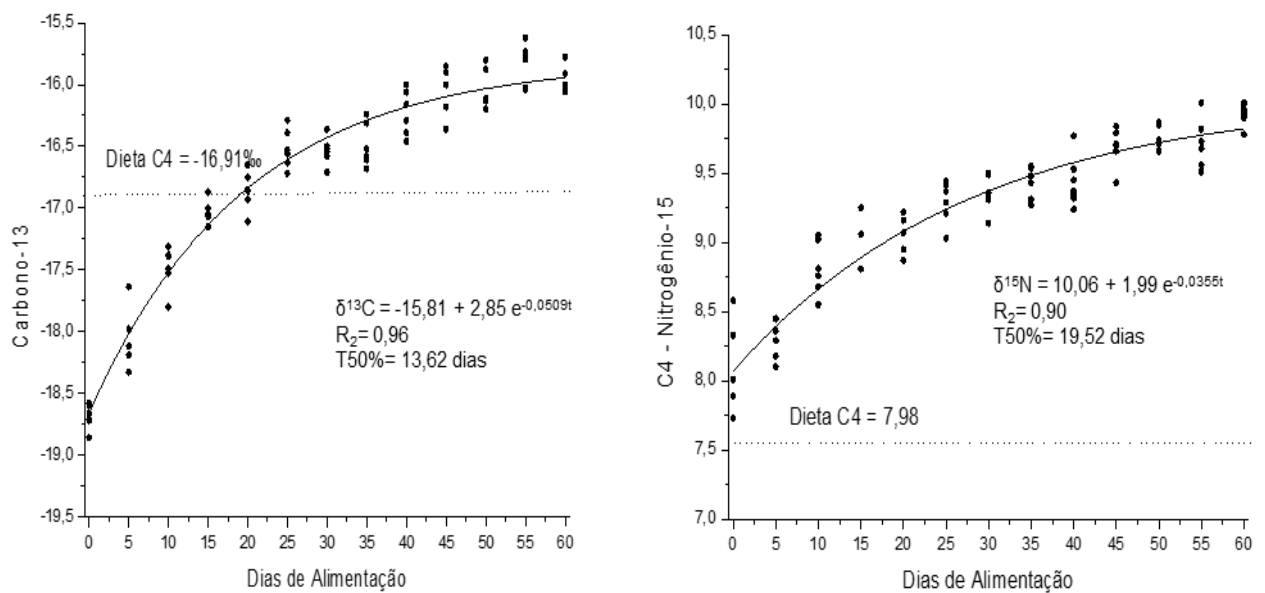 -15,5
-16,0
-16,5
-17,0
-17,5
-18,0
-18,5
-19,0
-19,5
Carbono-13
Dieta C4 = -16,91‰
δ¹³C = -15,81 + 2,85 e⁻⁰,⁰⁵⁰⁹ᵗ
R₂= 0,96
T50%= 13,62 dias
0 5 10 15 20 25 30 35 40 45 50 55 60
Dias de Alimentação
10,5
10,0
9,5
9,0
8,5
8,0
7,5
7,0
C4 - Nitrogênio-15
δ¹⁵N = 10,06 + 1,99 e⁻⁰,⁰³⁵⁵ᵗ
R₂= 0,90
T50%= 19,52 dias
Dieta C4 = 7,98
0 5 10 15 20 25 30 35 40 45 50 55 60
Dias de Alimentação